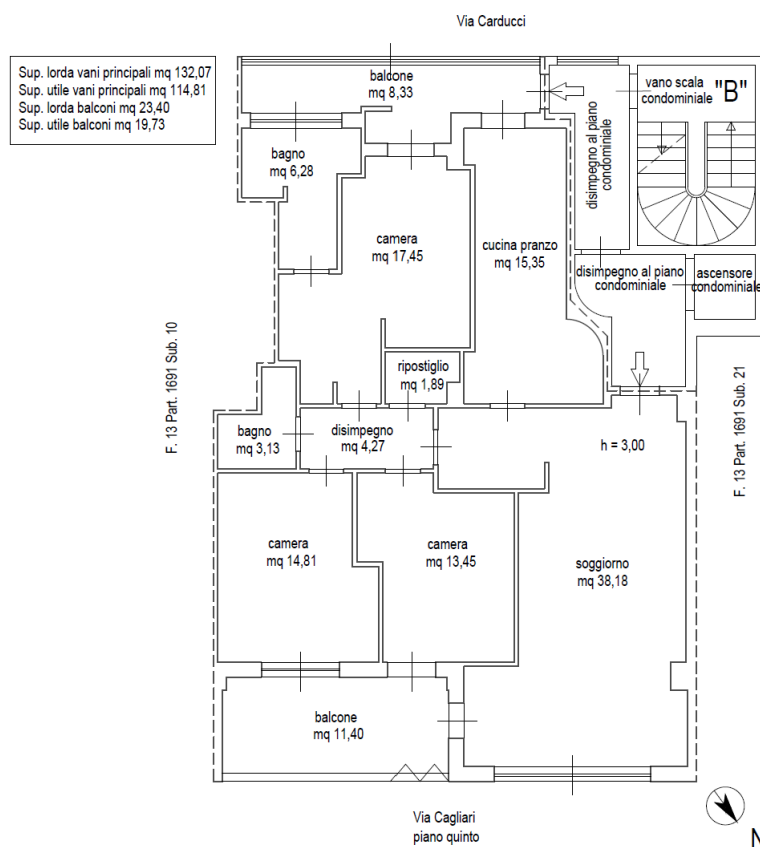 Via Carducci
Sup. lorda vani principali mq 132,07
Sup. utile vani principali mq 114,81
Sup. lorda balconi mq 23,40
Sup. utile balconi mq 19,73
balcone
mq 8,33
vano scala
condominiale
"B"
disimpegno al piano
condominiale
bagno
mq 6,28
camera
mq 17,45
cucina pranzo
mq 15,35
disimpegno al piano
condominiale
ascensore
condominiale
F. 13 Part. 1691 Sub. 10
ripostiglio
mq 1,89
F. 13 Part. 1691 Sub. 21
bagno
mq 3,13
disimpegno
mq 4,27
h = 3,00
camera
mq 14,81
camera
mq 13,45
soggiorno
mq 38,18
balcone
mq 11,40
Via Cagliari
piano quinto
N